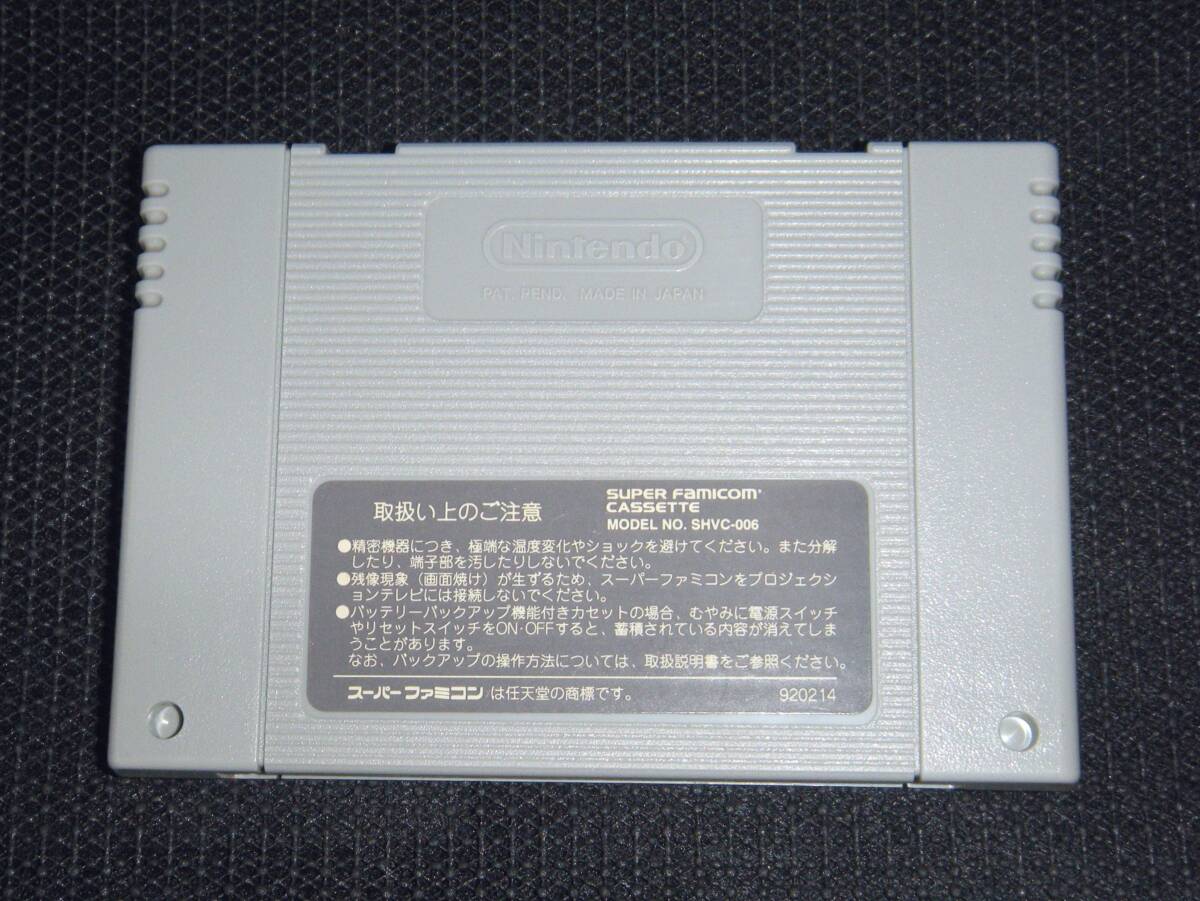 Nintendo
PAT. PEND. MADE IN JAPAN
取扱い上のご注意
SUPER FAMICOM
CASSETTE
MODEL NO. SHVC-006
●精密機器につき、極端な温度変化やショックを避けてください。また分解
したり、端子部を汚したりしないでください。
●残像現象（画面焼け）が生ずるため、スーパーファミコンをプロジェクシ
ョンテレビには接続しないでください。
●バッテリーバックアップ機能付きカセットの場合、むやみに電源スイッチ
やリセットスイッチをON・OFFすると、蓄積されている内容が消えてしま
うことがあります。
なお、バックアップの操作方法については、取扱説明書をご参照ください。
スーパーファミコンは任天堂の商標です。
920214